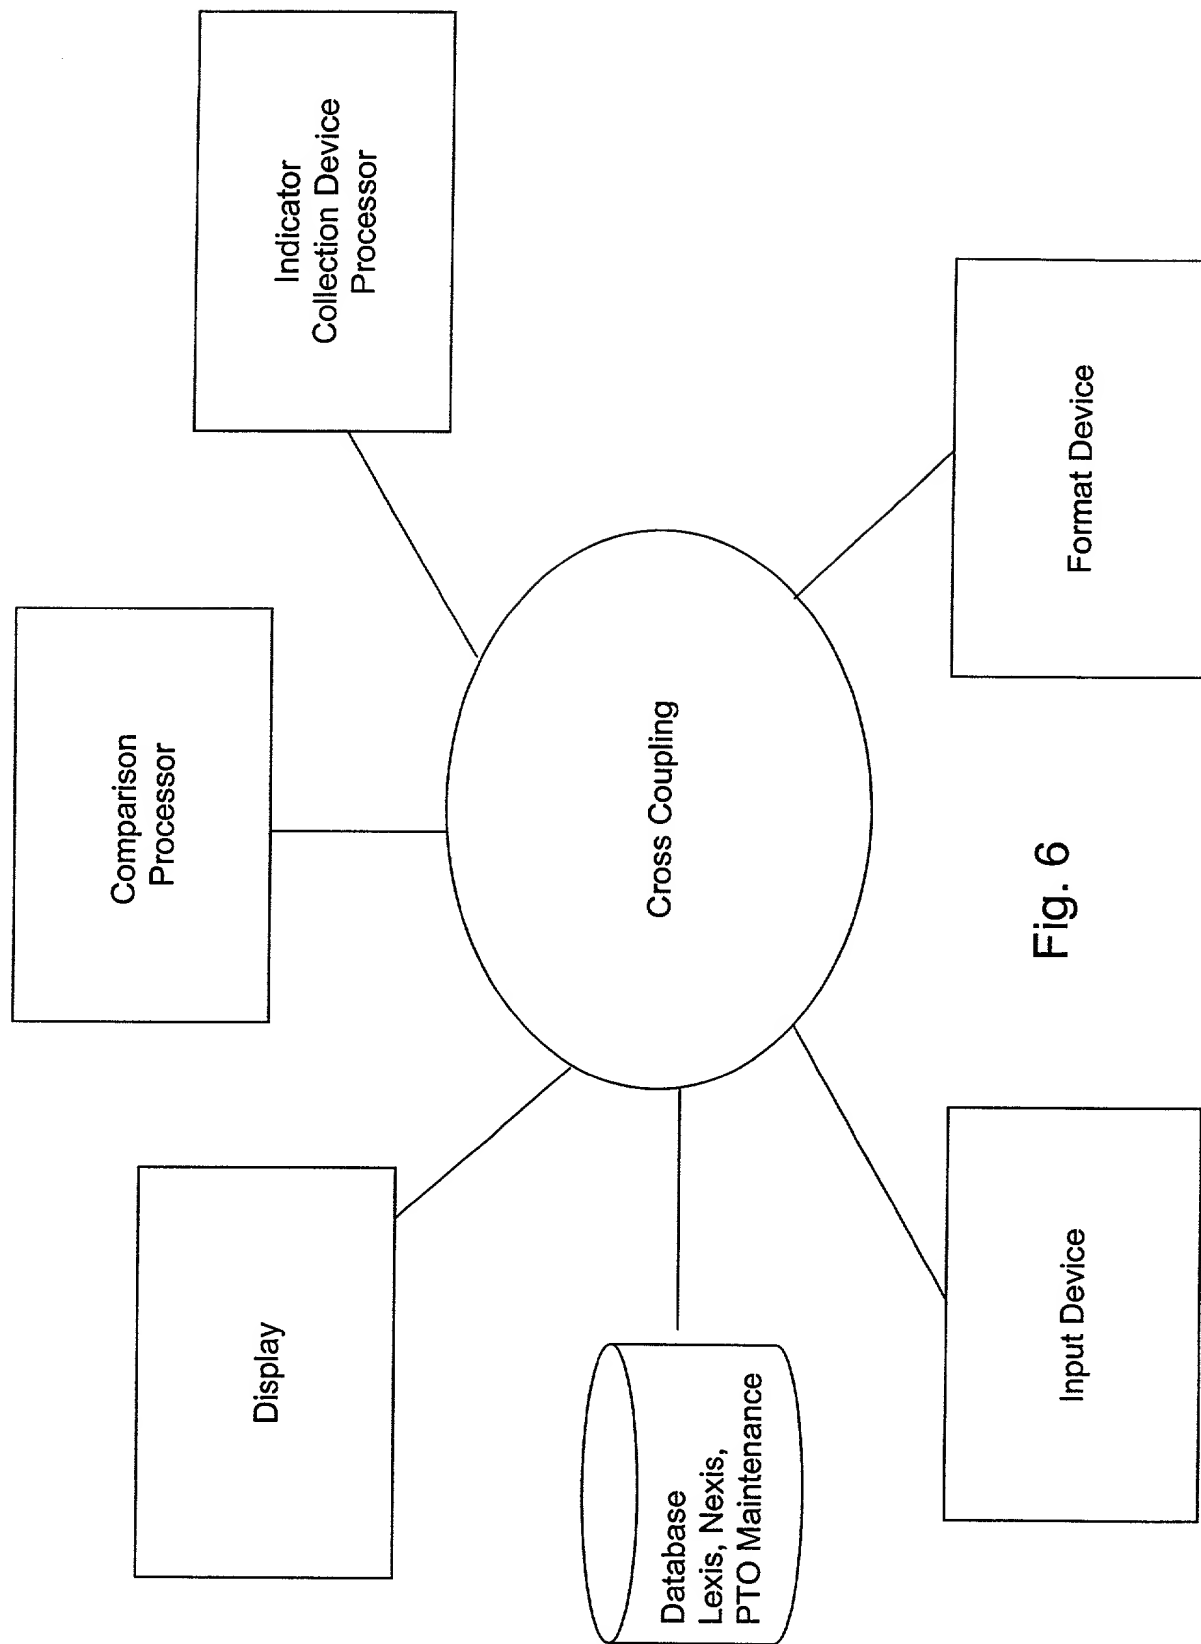 Display
Comparison
Processor
Indicator
Collection Device
Processor
Database
Lexis, Nexis,
PTO Maintenance
Cross Coupling
Input Device
Format Device
Fig. 6